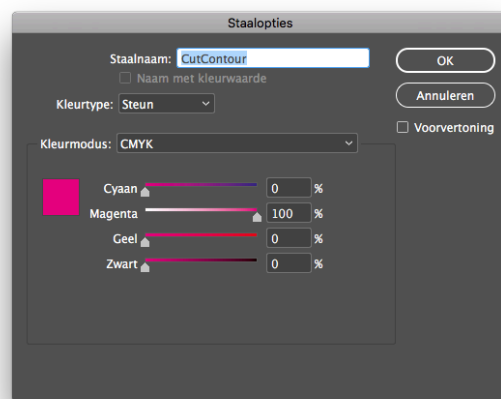 Staalopties
Staalnaam: CutContour
Naam met kleurwaarde
Kleurtype: Steun
Kleurmodus: CMYK
Cyaan 0 %
Magenta 100 %
Geel 0 %
Zwart 0 %
OK
Annuleren
Voorvertoning